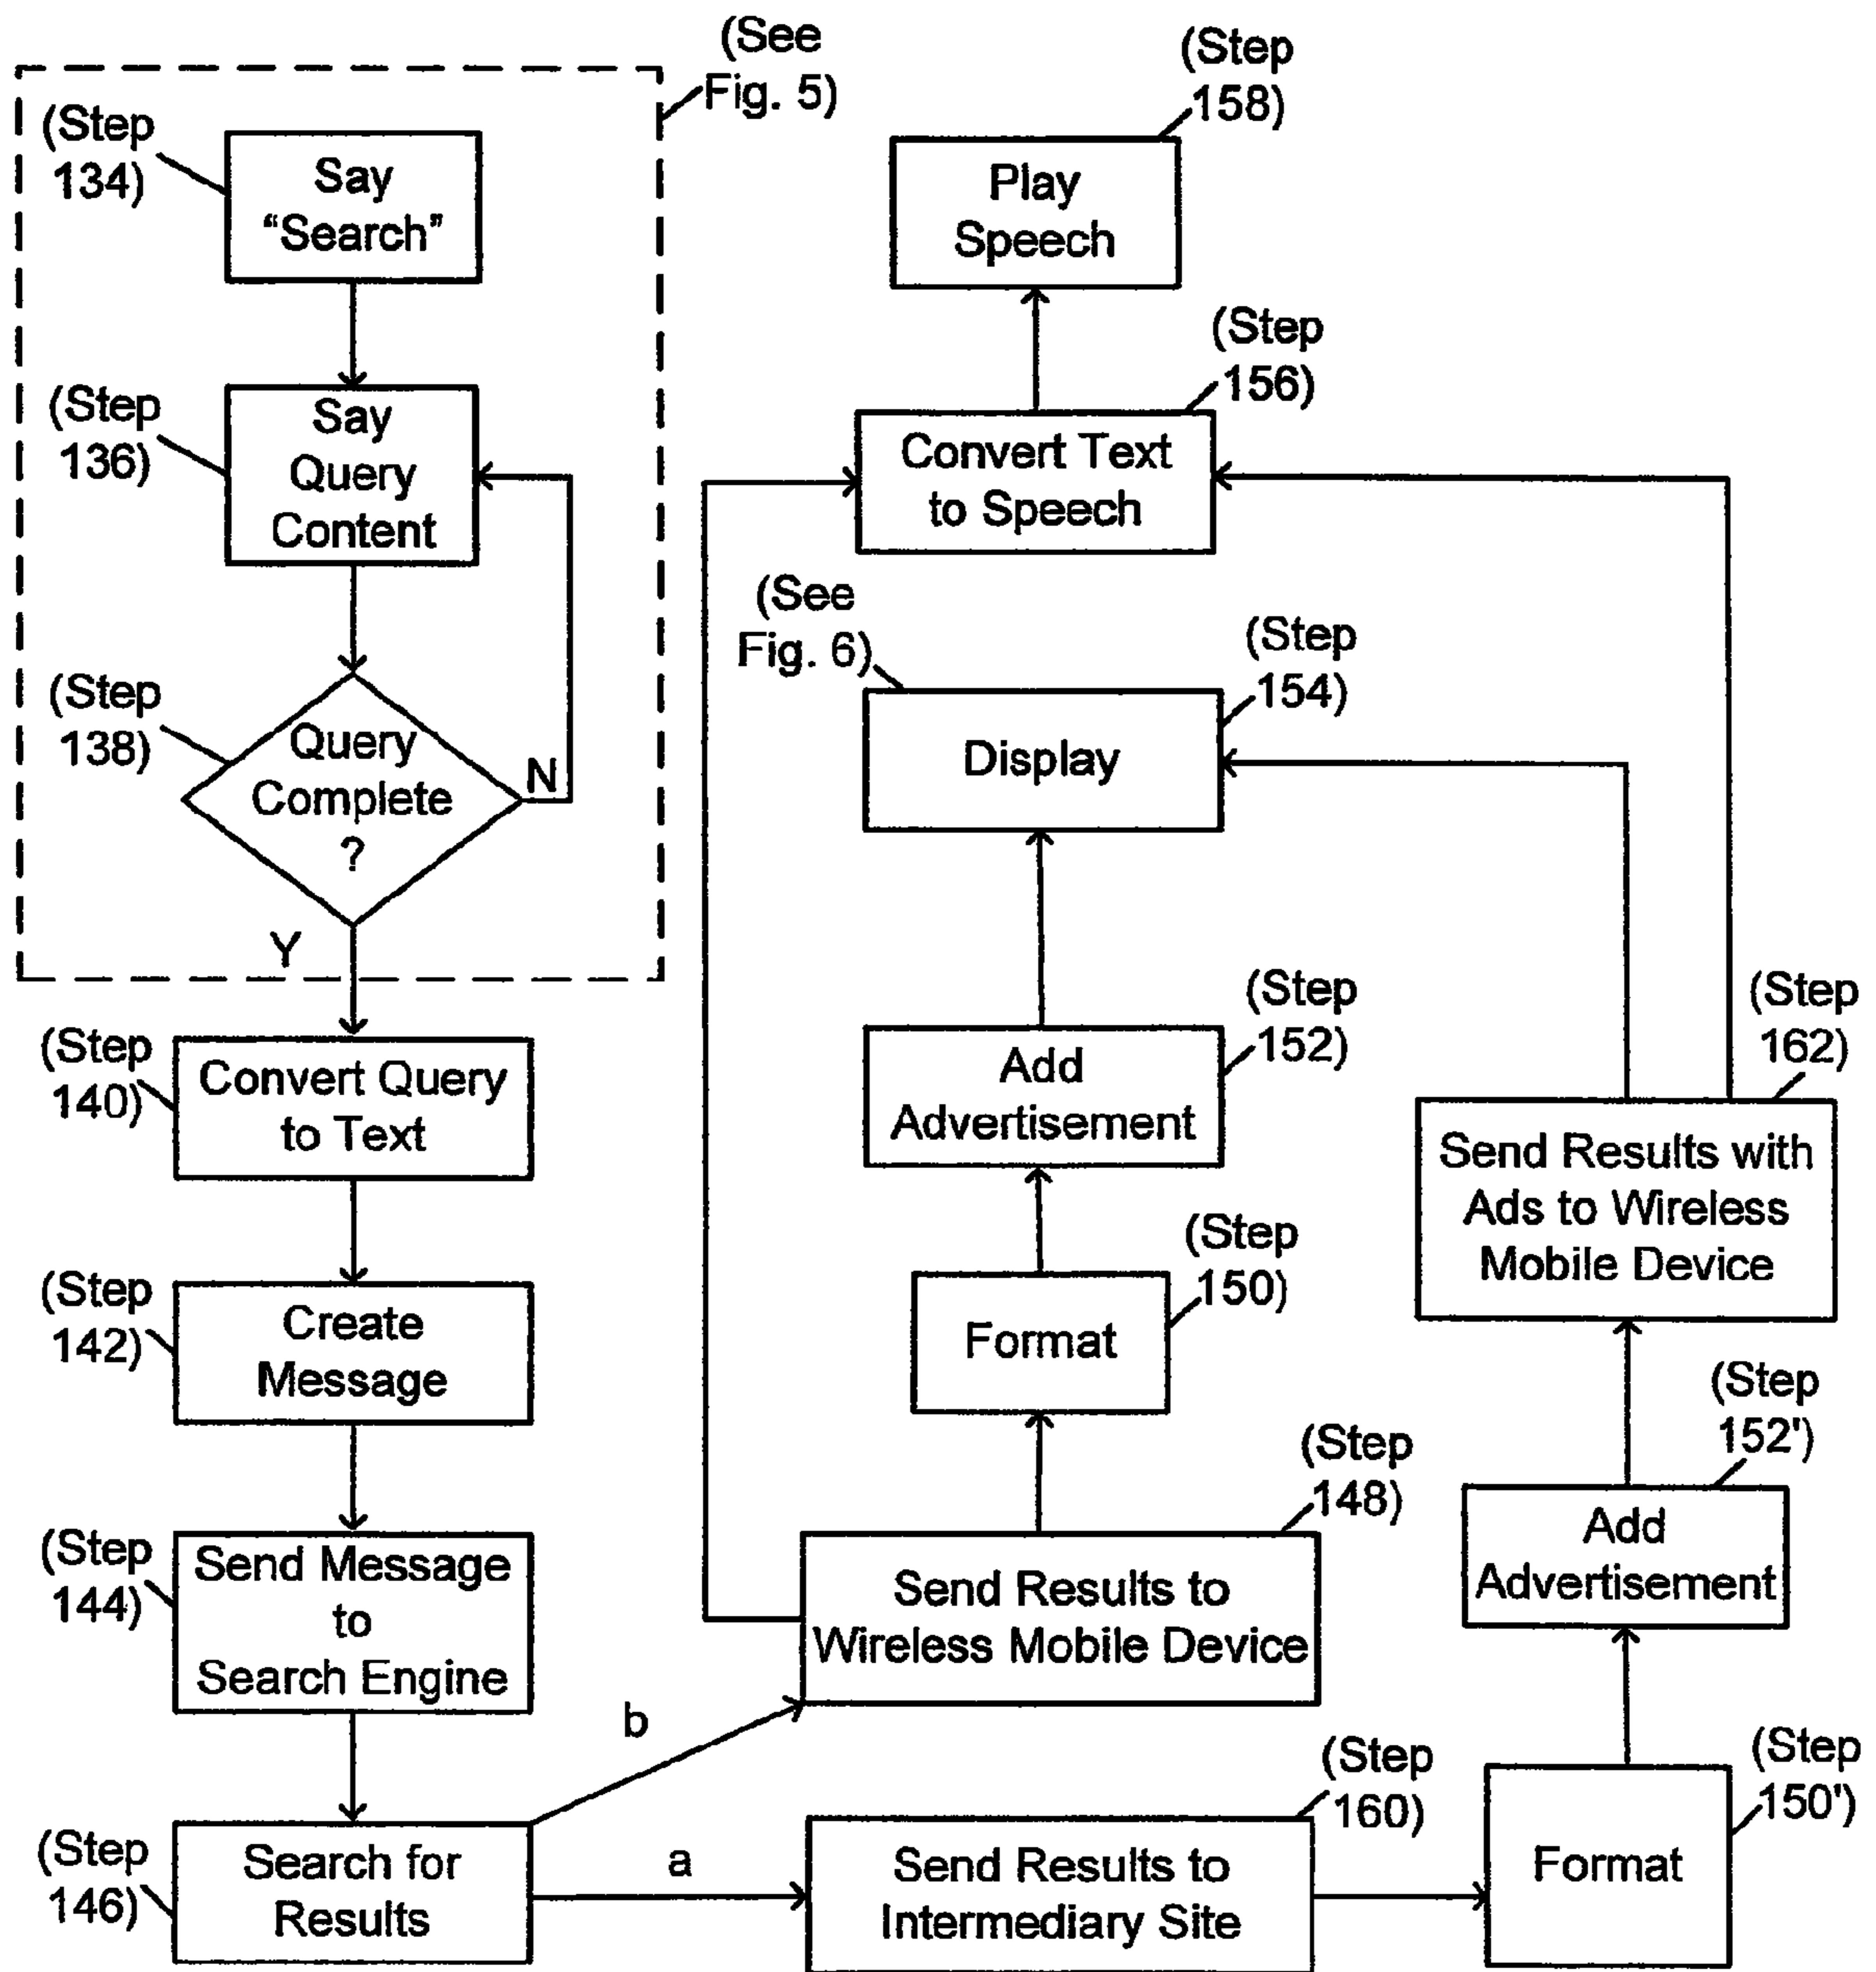 (See
Fig. 5)
(Step
134)
Say
“Search”
(Step
136)
Say
Query
Content
(Step
138)
Query
Complete
?
N
Y
(Step
140)
Convert Query
to Text
(Step
142)
Create
Message
(Step
144)
Send Message
to
Search Engine
(Step
146)
Search for
Results
b
a
(Step
158)
Play
Speech
(Step
156)
Convert Text
to Speech
(See
Fig. 6)
(Step
154)
Display
(Step
152)
Add
Advertisement
(Step
150)
Format
(Step
148)
Send Results to
Wireless Mobile Device
(Step
160)
Send Results to
Intermediary Site
(Step
162)
Send Results with
Ads to Wireless
Mobile Device
(Step
152')
Add
Advertisement
(Step
150')
Format